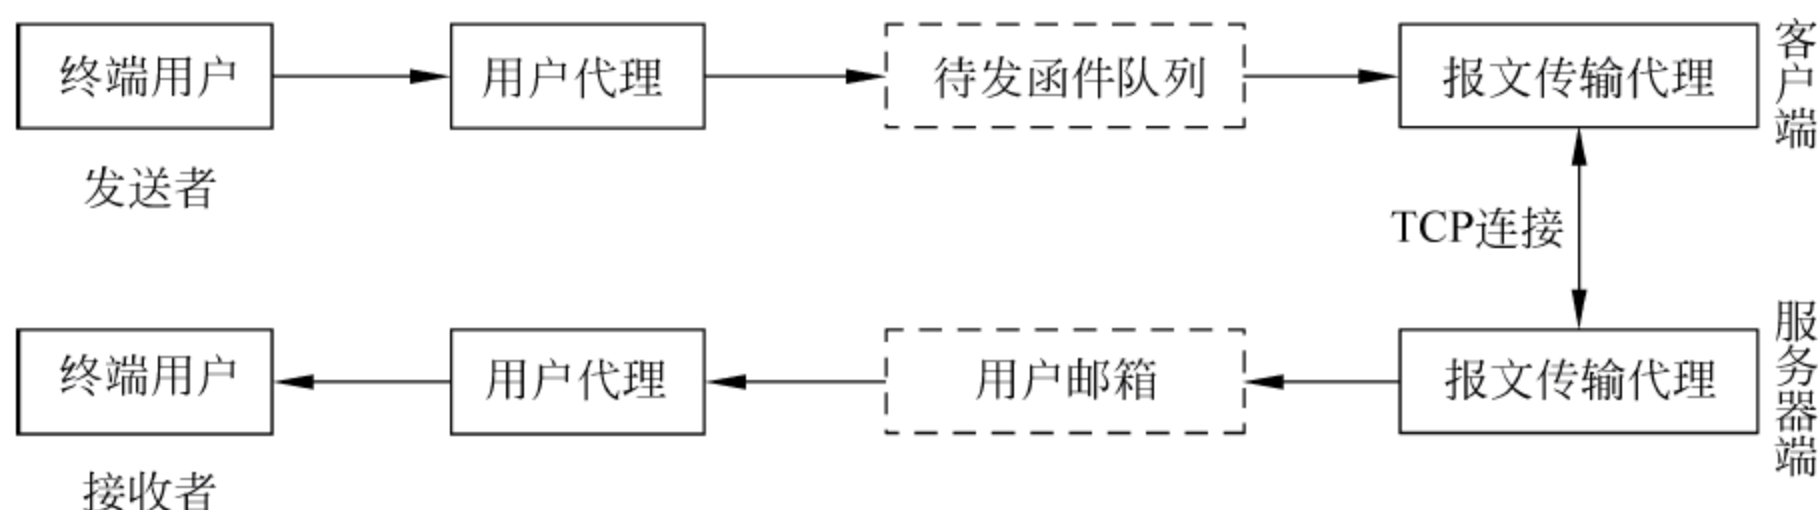 终端用户
用户代理
待发函件队列
报文传输代理
客户端
发送者
TCP连接
终端用户
用户代理
用户邮箱
报文传输代理
服务器端
接收者